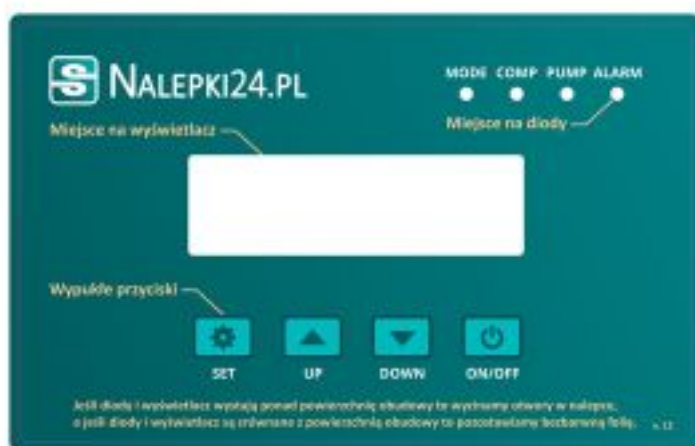 S NALEPKI24.PL
MODE COMP PUMP ALARM
Miejsce na wyświetlacz
Miejsce na diody
Wypukłe przyciski
SET UP DOWN ON/OFF
Jeśli diody i wyświetlacz wystają ponad powierzchnię obudowy to wycinamy otwory w nalepce,
a jeśli diody i wyświetlacz są zrównane z powierzchnią obudowy to pozostawiamy bezbarwną folię.